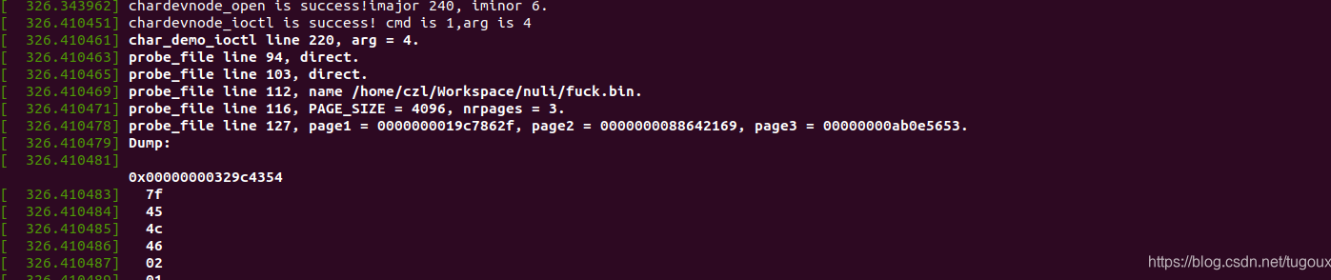 [  326.343962] chardevnode_open is success!imajor 240, iminor 6.
[  326.410451] chardevnode_ioctl is success! cmd is 1,arg is 4
[  326.410461] char_demo_ioctl line 220, arg = 4.
[  326.410463] probe_file line 94, direct.
[  326.410465] probe_file line 103, direct.
[  326.410469] probe_file line 112, name /home/czl/Workspace/nuli/fuck.bin.
[  326.410471] probe_file line 116, PAGE_SIZE = 4096, nrpages = 3.
[  326.410478] probe_file line 127, page1 = 0000000019c7862f, page2 = 0000000088642169, page3 = 00000000ab0e5653.
[  326.410479] Dump:
[  326.410481]
0x00000000329c4354
[  326.410483]   7f
[  326.410484]   45
[  326.410485]   4c
[  326.410486]   46
[  326.410487]   02
[  326.410489]   01
https://blog.csdn.net/tugoux